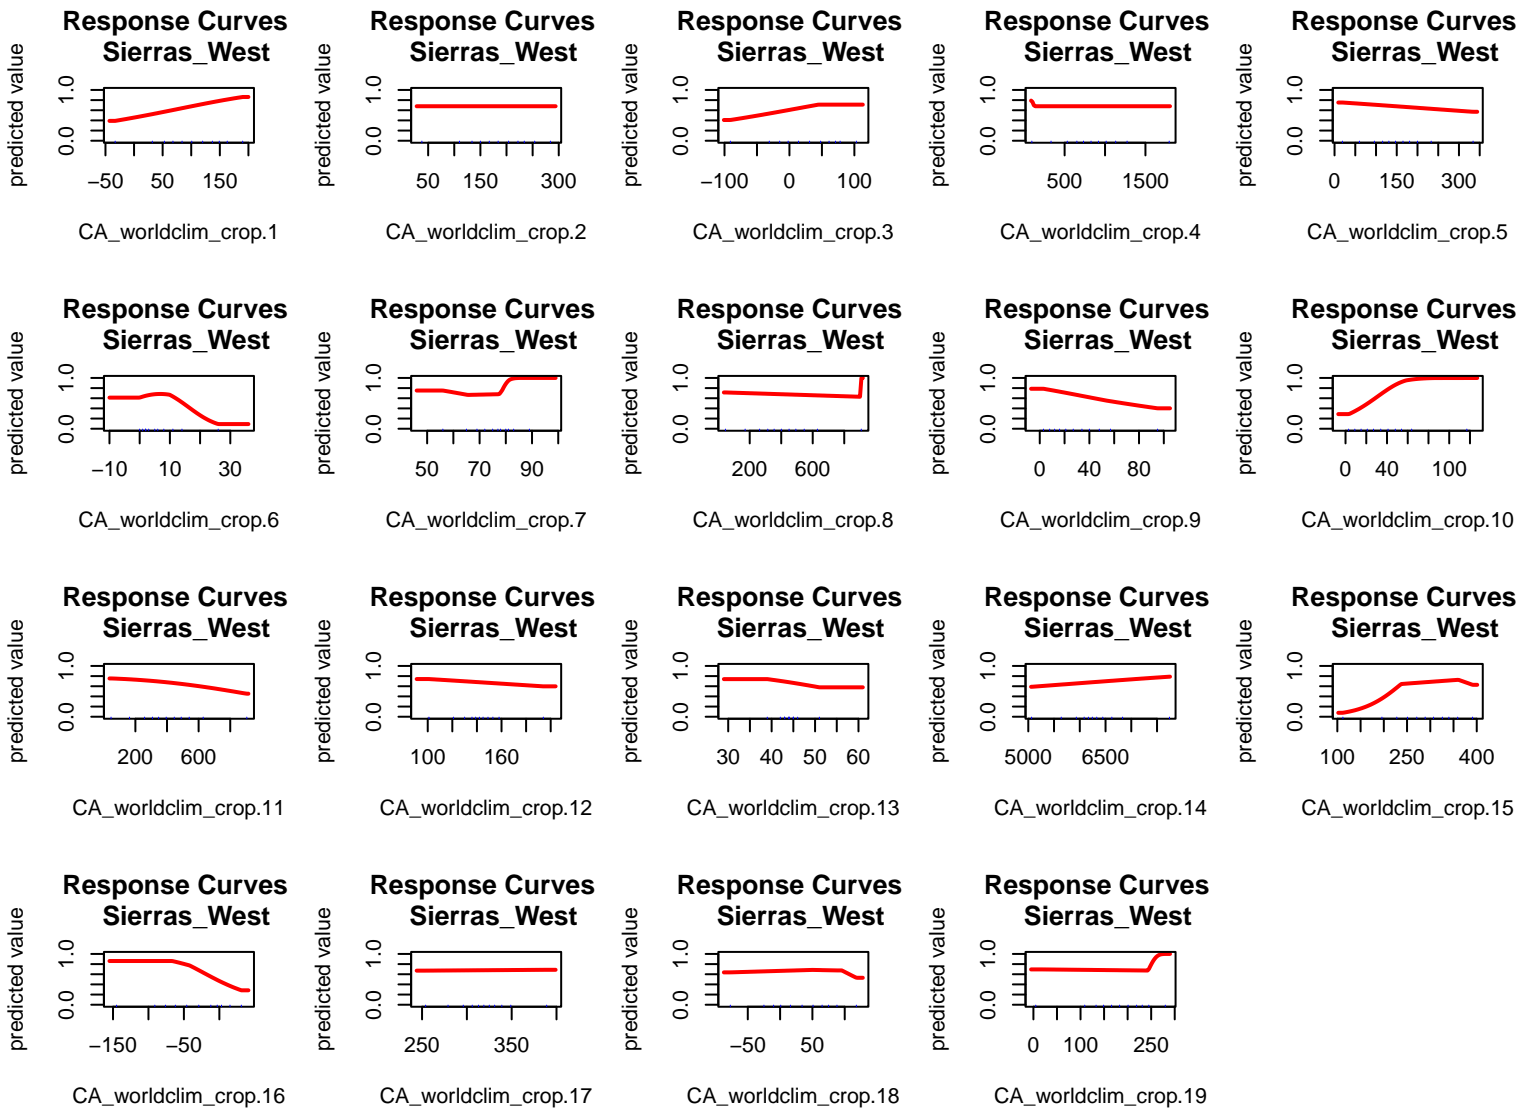 Response Curves
Sierras_West
predicted value
0.0 1.0
−50 50 150
CA_worldclim_crop.1
Response Curves
Sierras_West
predicted value
0.0 1.0
50 150 300
CA_worldclim_crop.2
Response Curves
Sierras_West
predicted value
0.0 1.0
−100 0 100
CA_worldclim_crop.3
Response Curves
Sierras_West
predicted value
0.0 1.0
500 1500
CA_worldclim_crop.4
Response Curves
Sierras_West
predicted value
0.0 1.0
0 150 300
CA_worldclim_crop.5
Response Curves
Sierras_West
predicted value
0.0 1.0
−10 10 30
CA_worldclim_crop.6
Response Curves
Sierras_West
predicted value
0.0 1.0
50 70 90
CA_worldclim_crop.7
Response Curves
Sierras_West
predicted value
0.0 1.0
200 600
CA_worldclim_crop.8
Response Curves
Sierras_West
predicted value
0.0 1.0
0 40 80
CA_worldclim_crop.9
Response Curves
Sierras_West
predicted value
0.0 1.0
0 40 100
CA_worldclim_crop.10
Response Curves
Sierras_West
predicted value
0.0 1.0
200 600
CA_worldclim_crop.11
Response Curves
Sierras_West
predicted value
0.0 1.0
100 160
CA_worldclim_crop.12
Response Curves
Sierras_West
predicted value
0.0 1.0
30 40 50 60
CA_worldclim_crop.13
Response Curves
Sierras_West
predicted value
0.0 1.0
5000 6500
CA_worldclim_crop.14
Response Curves
Sierras_West
predicted value
0.0 1.0
100 250 400
CA_worldclim_crop.15
Response Curves
Sierras_West
predicted value
0.0 1.0
−150 −50
CA_worldclim_crop.16
Response Curves
Sierras_West
predicted value
0.0 1.0
250 350
CA_worldclim_crop.17
Response Curves
Sierras_West
predicted value
0.0 1.0
−50 50
CA_worldclim_crop.18
Response Curves
Sierras_West
predicted value
0.0 1.0
0 100 250
CA_worldclim_crop.19